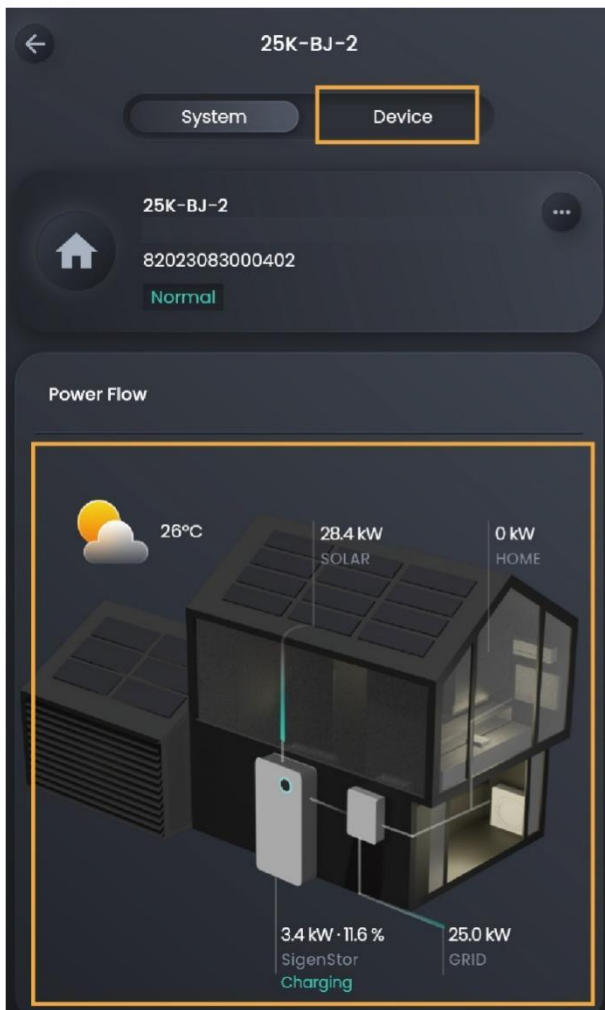 25K-BJ-2
System Device
25K-BJ-2
82023083000402
Normal
Power Flow
26°C
28.4 kW
SOLAR
0 kW
HOME
3.4 kW · 11.6 %
SigenStor
Charging
25.0 kW
GRID